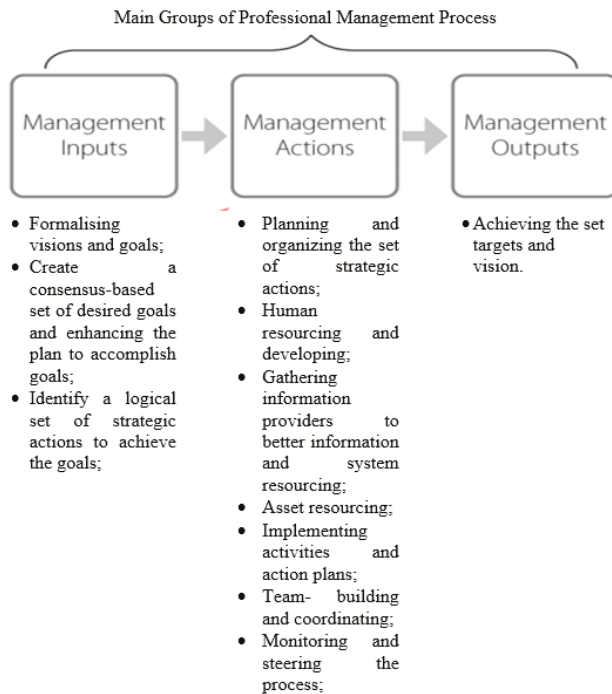 Main Groups of Professional Management Process
Management
Inputs
Management
Actions
Management
Outputs
• Formalising
visions and goals;
• Create a
consensus-based
set of desired goals
and enhancing the
plan to accomplish
goals;
• Identify a logical
set of strategic
actions to achieve
the goals;
• Planning and
organizing the set
of strategic
actions;
• Human
resourcing and
developing;
• Gathering
information
providers to
better information
and system
resourcing;
• Asset resourcing;
• Implementing
activities and
action plans;
• Team- building
and coordinating;
• Monitoring and
steering the
process;
• Achieving the set
targets and
vision.